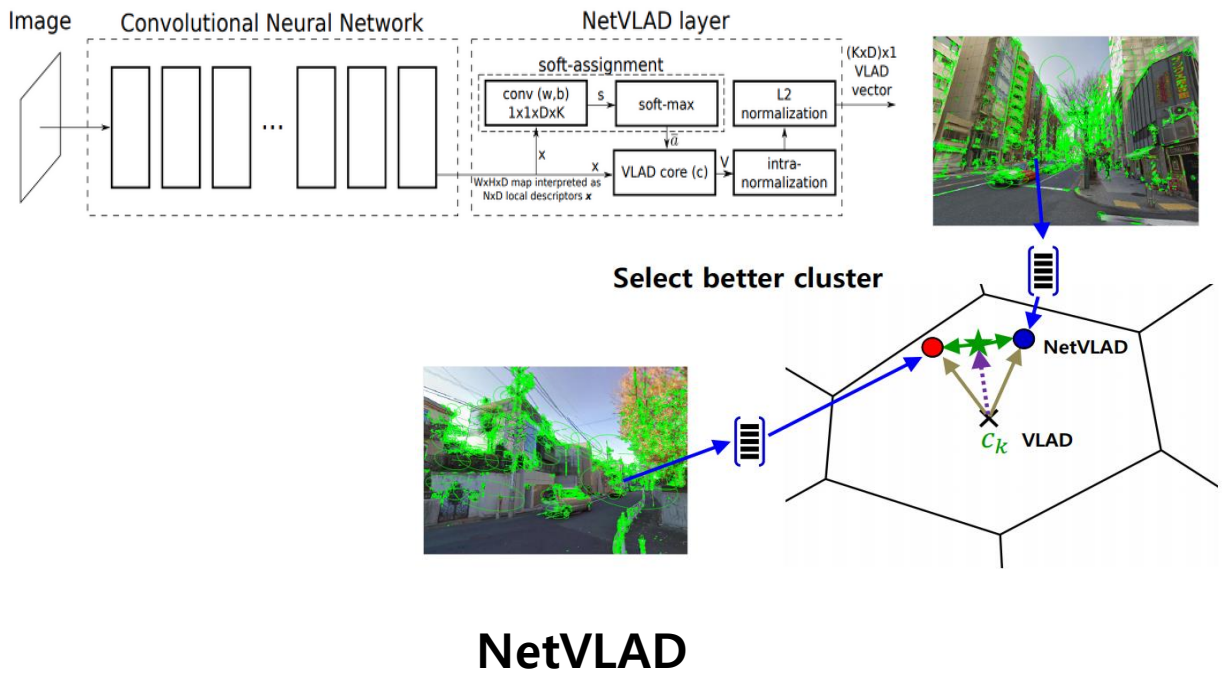 Image
Convolutional Neural Network
NetVLAD layer
soft-assignment
conv (w,b)
1x1xDxK
s
soft-max
L2
normalization
(KxD)x1
VLAD
vector
x
ā
x
VLAD core (c)
V
intra-
normalization
WxHxD map interpreted as
NxD local descriptors x
Select better cluster
NetVLAD
c_k VLAD
NetVLAD